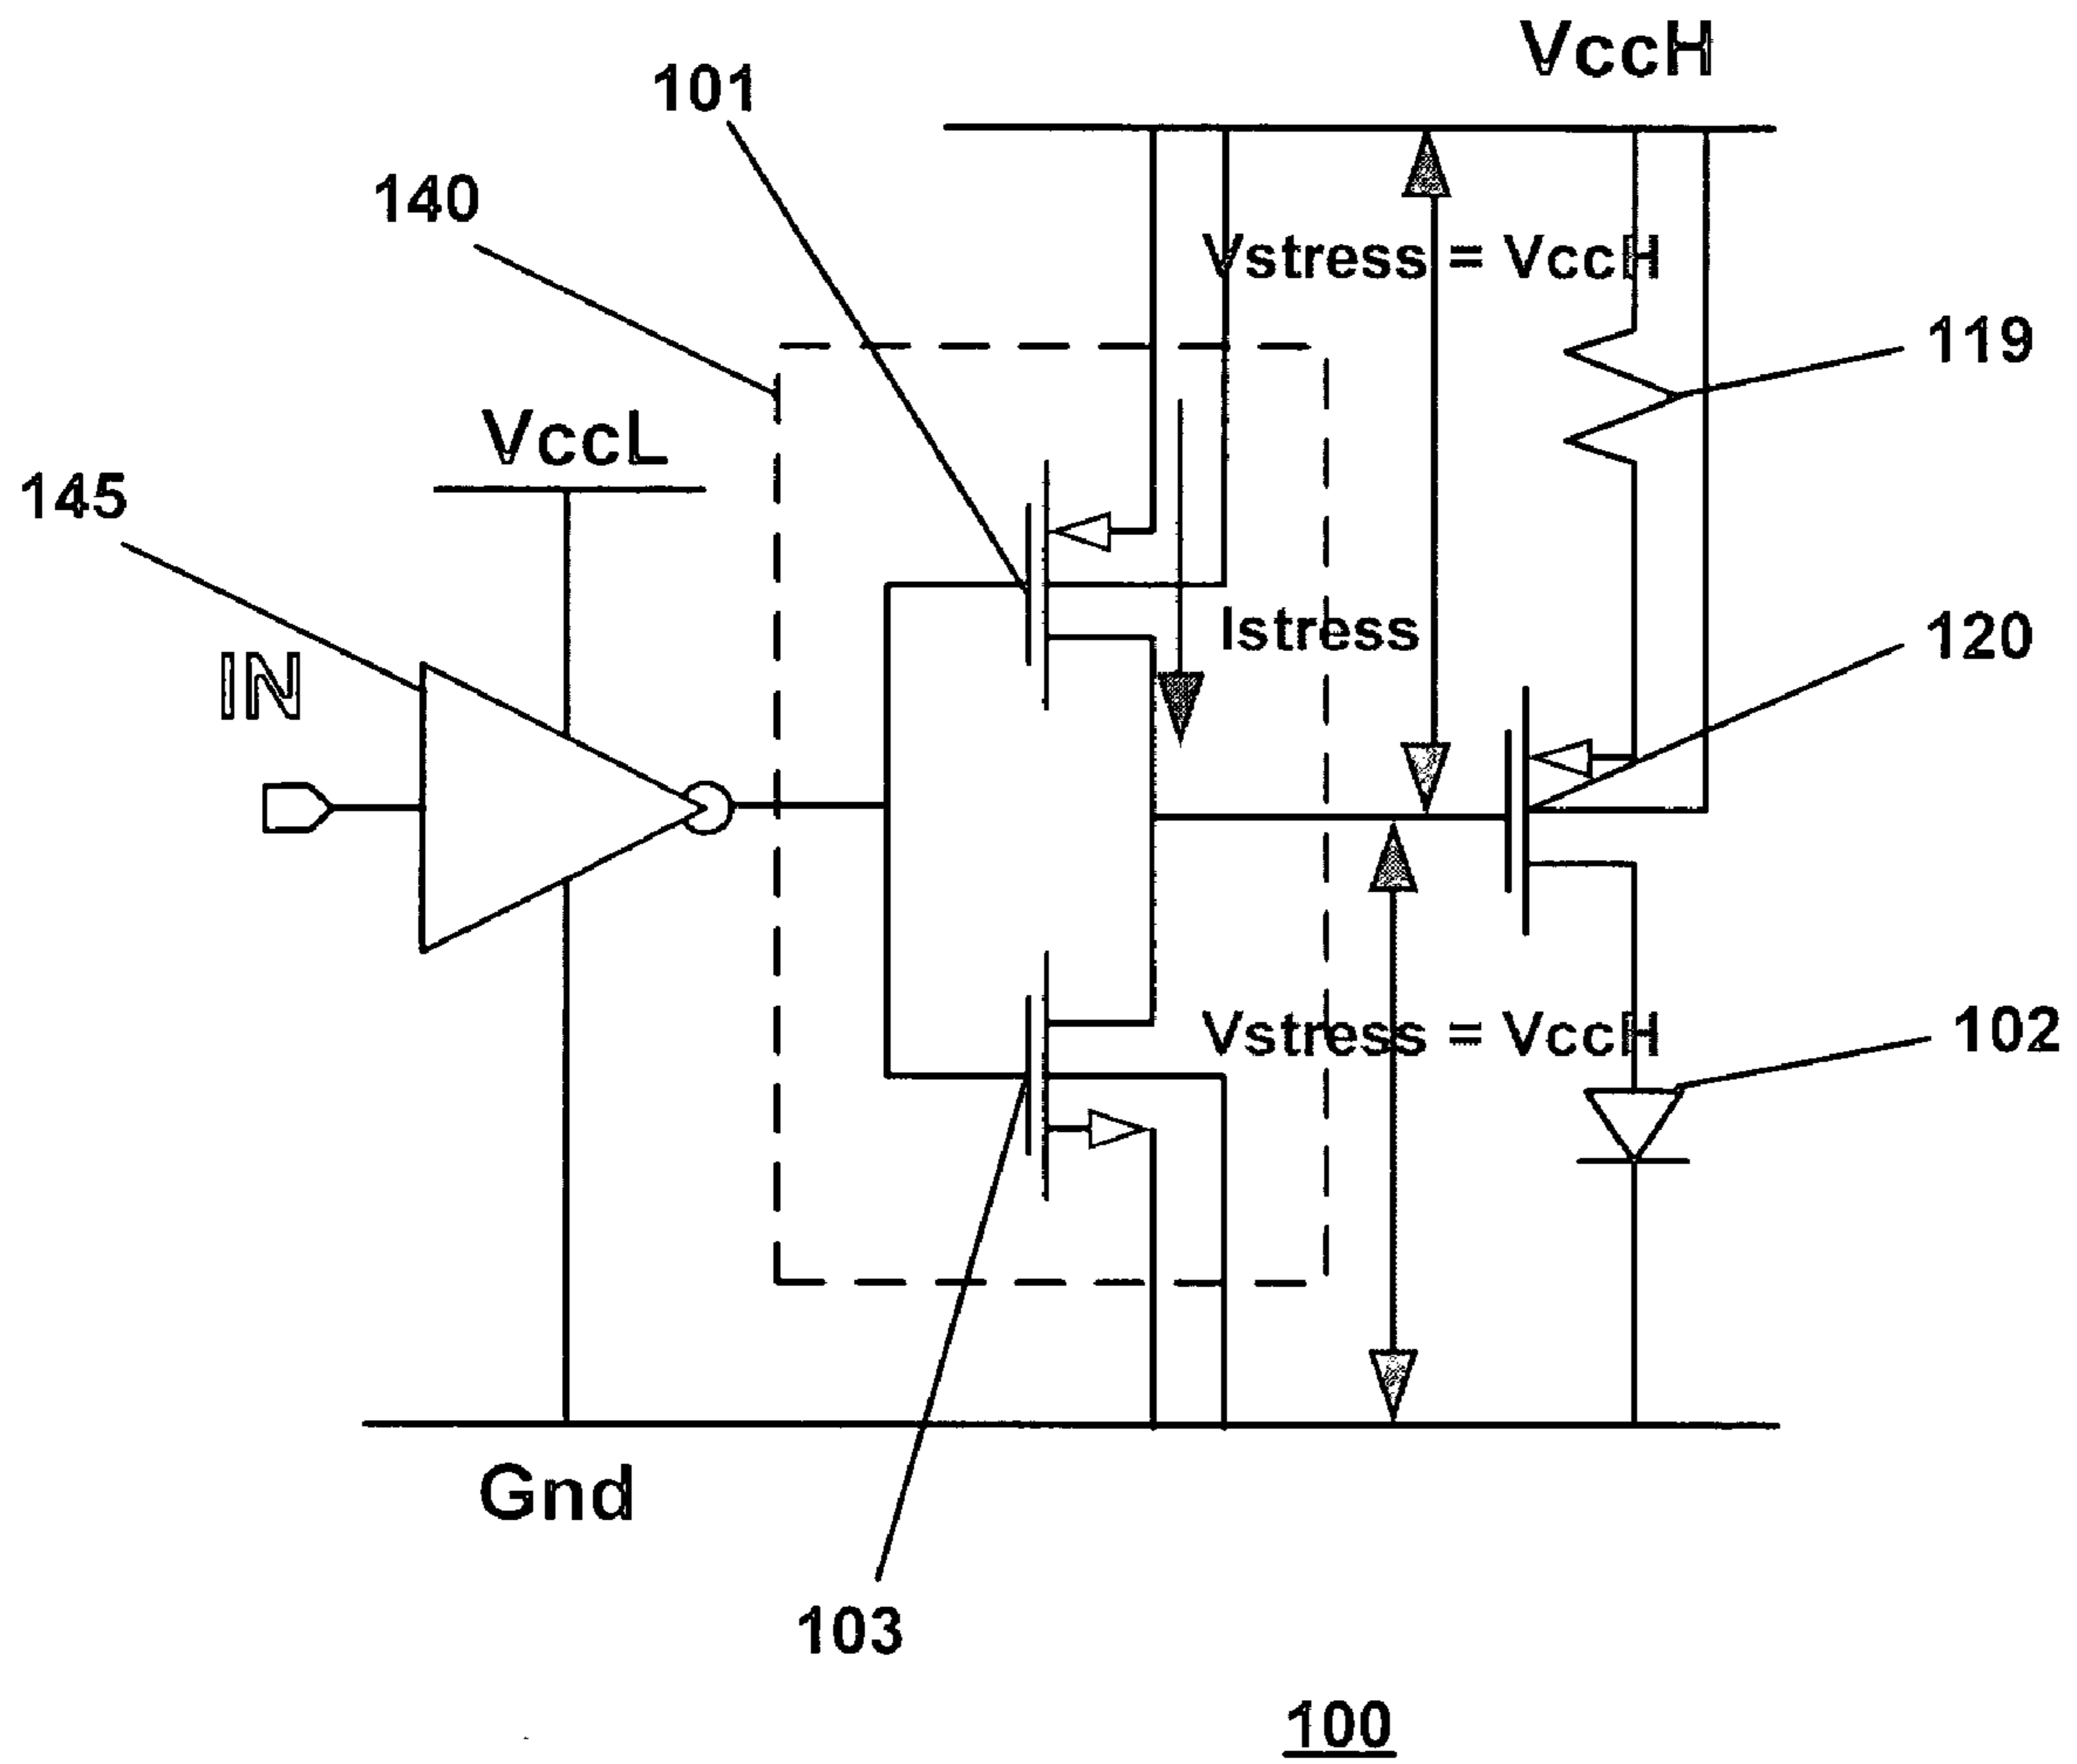 VccH
101
140
Vstress = VccH
119
VccL
145
Istress
120
IN
102
Vstress = VccH
Gnd
103
100